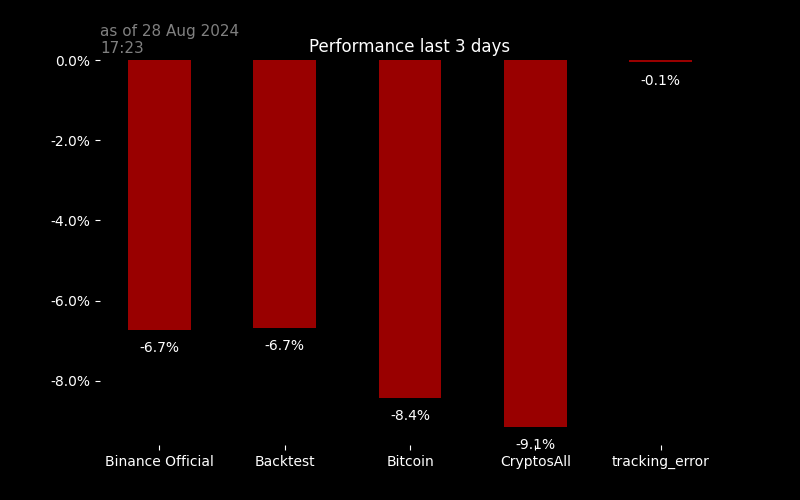 as of 28 Aug 2024
17:23
Performance last 3 days
0.0%
-2.0%
-4.0%
-6.0%
-8.0%
-6.7%
-6.7%
-8.4%
-9.1%
-0.1%
Binance Official
Backtest
Bitcoin
CryptosAll
tracking_error